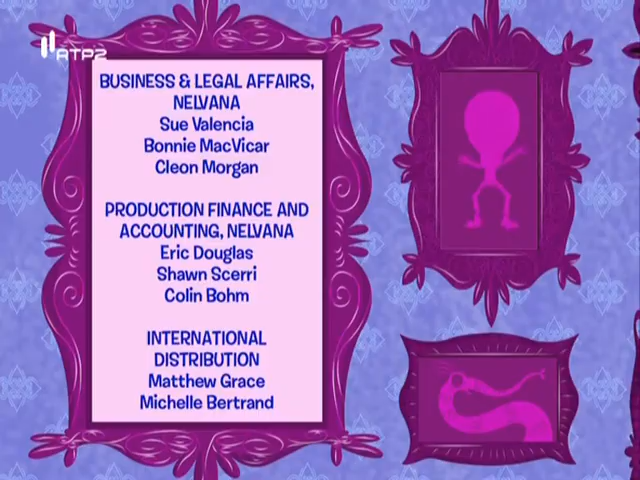 RTP2
BUSINESS & LEGAL AFFAIRS,
NELVANA
Sue Valencia
Bonnie MacVicar
Cleon Morgan
PRODUCTION FINANCE AND
ACCOUNTING, NELVANA
Eric Douglas
Shawn Scerri
Colin Bohm
INTERNATIONAL
DISTRIBUTION
Matthew Grace
Michelle Bertrand